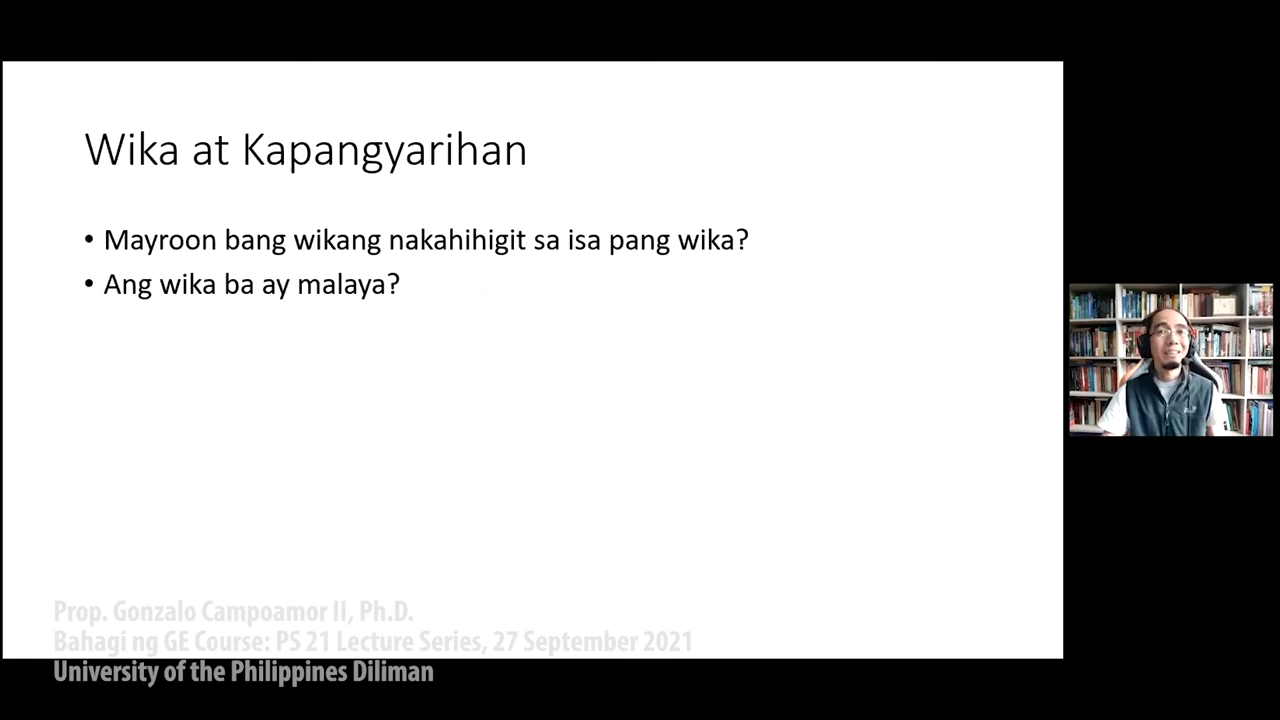 Wika at Kapangyarihan
• Mayroon bang wikang nakahihigit sa isa pang wika?
• Ang wika ba ay malaya?
Prop. Gonzalo Campoamor II, Ph.D.
Bahagi ng GE Course: PS 21 Lecture Series, 27 September 2021
University of the Philippines Diliman